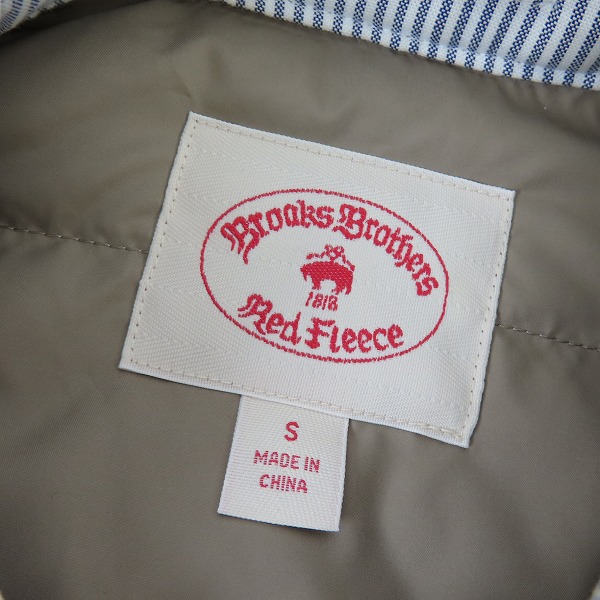 Brooks Brothers
1818
Red Fleece
S
MADE IN
CHINA